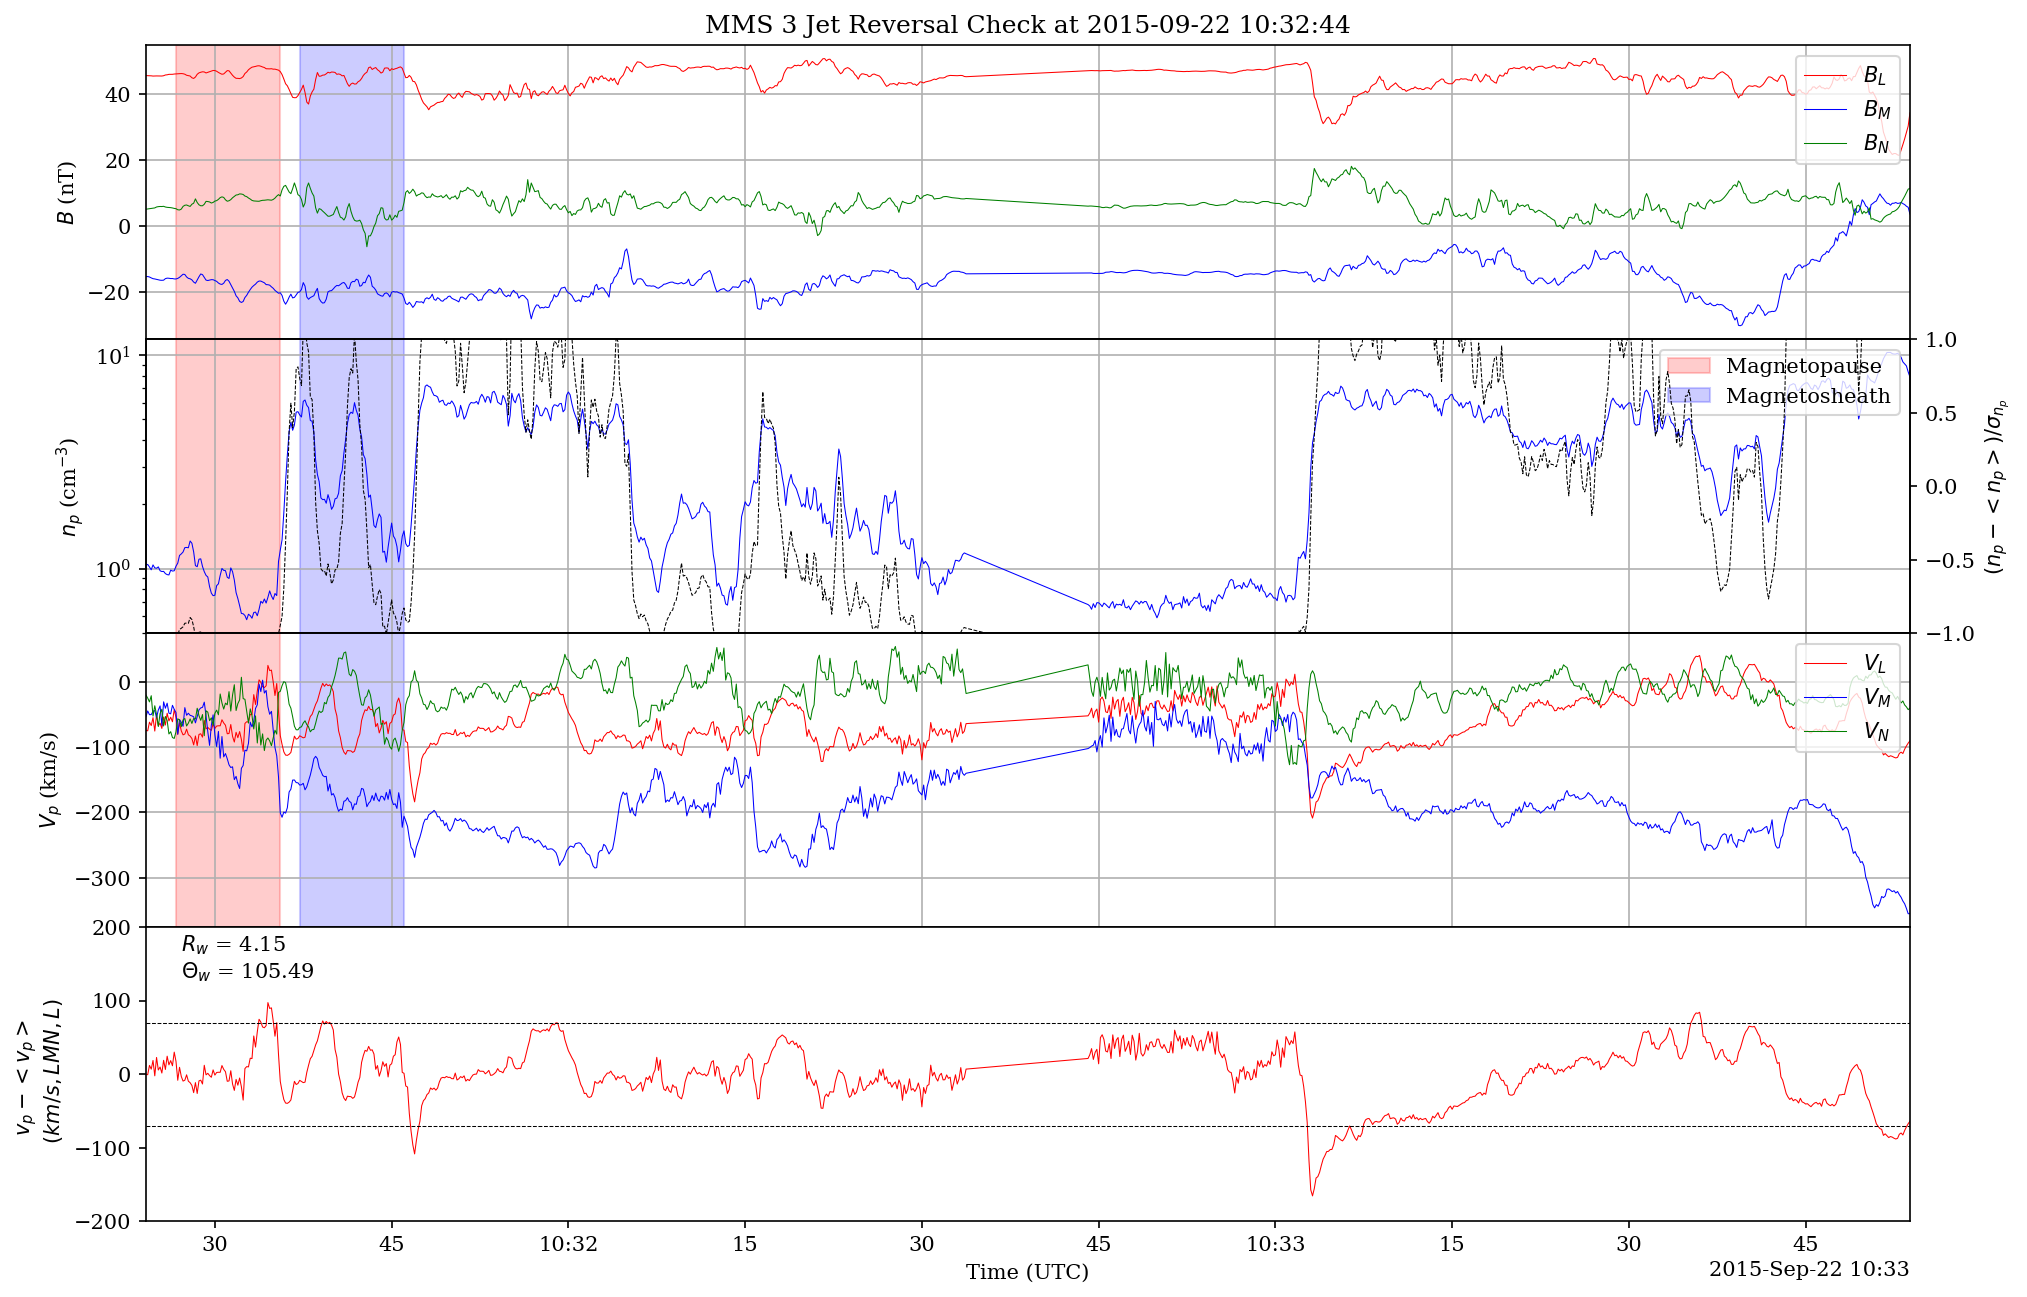 MMS 3 Jet Reversal Check at 2015-09-22 10:32:44
40
20
0
−20
B (nT)
B_L
B_M
B_N
10^1
10^0
n_p (cm^−3)
1.0
0.5
0.0
−0.5
−1.0
(n_p − < n_p >)/σ_{n_p}
Magnetopause
Magnetosheath
0
−100
−200
−300
V_p (km/s)
V_L
V_M
V_N
200
100
0
−100
−200
v_p − < v_p >
(km/s, LMN, L)
R_w = 4.15
Θ_w = 105.49
30 45 10:32 15 30 45 10:33 15 30 45
Time (UTC)
2015-Sep-22 10:33